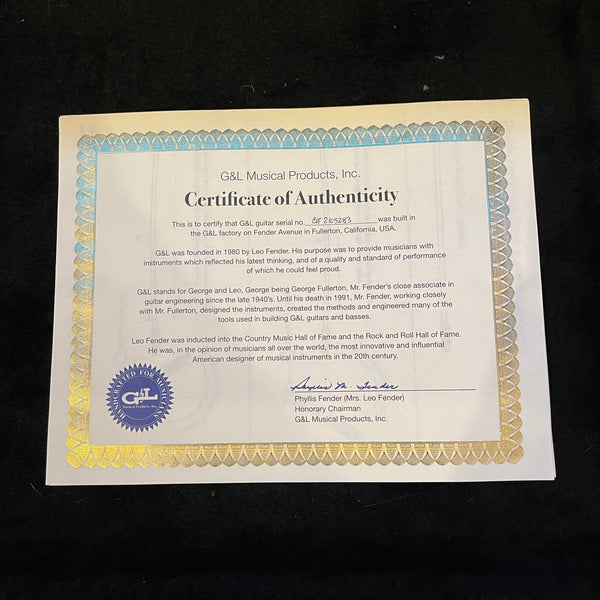 G&L Musical Products, Inc.
Certificate of Authenticity
This is to certify that G&L guitar serial no. CLF2105283 was built in
the G&L factory on Fender Avenue in Fullerton, California, USA.
G&L was founded in 1980 by Leo Fender. His purpose was to provide musicians with
instruments which reflected his latest thinking, and of a quality and standard of performance
of which he could feel proud.
G&L stands for George and Leo, George being George Fullerton, Mr. Fender's close associate in
guitar engineering since the late 1940's. Until his death in 1991, Mr. Fender, working closely
with Mr. Fullerton, designed the instruments, created the methods and engineered many of the
tools used in building G&L guitars and basses.
Leo Fender was inducted into the Country Music Hall of Fame and the Rock and Roll Hall of Fame.
He was, in the opinion of musicians all over the world, the most innovative and influential
American designer of musical instruments in the 20th century.
Phyllis M. Fender
Phyllis Fender (Mrs. Leo Fender)
Honorary Chairman
G&L Musical Products, Inc.
FOR
G&L
Musical Products, Inc.